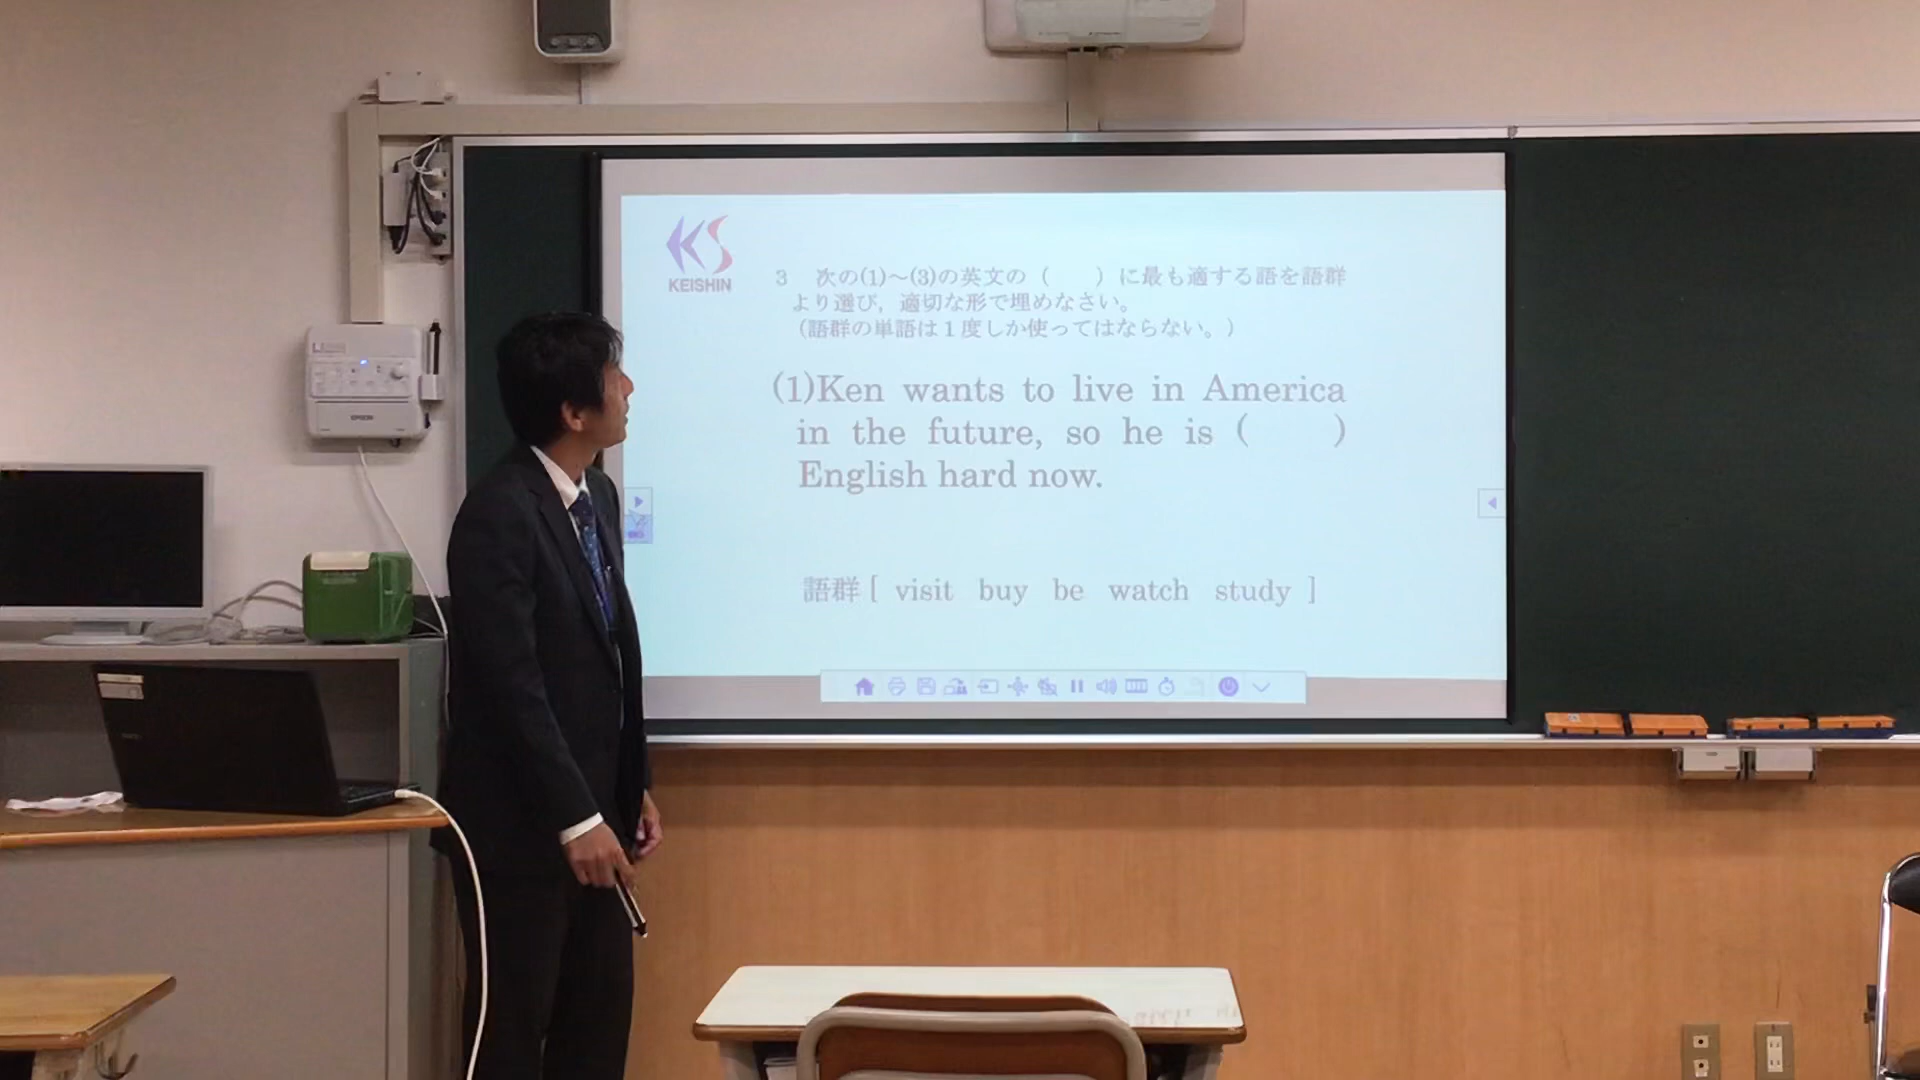 KS
KEISHIN
3 次の(1)～(3)の英文の（　　）に最も適する語を語群
より選び，適切な形で埋めなさい。
（語群の単語は１度しか使ってはならない。）
(1)Ken wants to live in America
in the future, so he is (　　)
English hard now.
語群 [ visit buy be watch study ]
EPSON